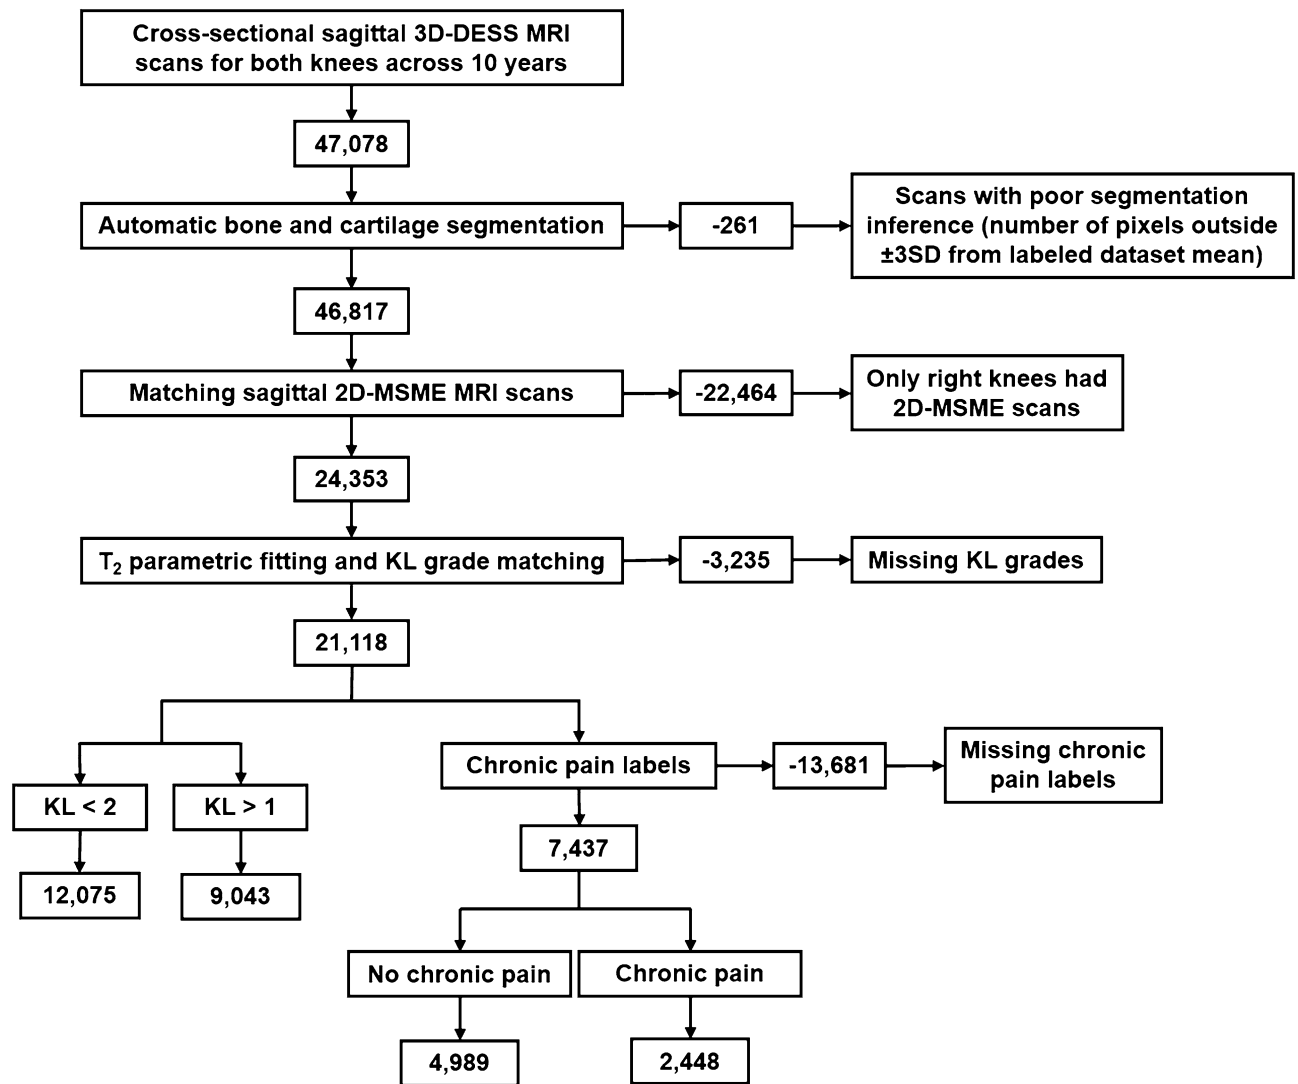 Cross-sectional sagittal 3D-DESS MRI
scans for both knees across 10 years
47,078
Automatic bone and cartilage segmentation
-261
Scans with poor segmentation
inference (number of pixels outside
±3SD from labeled dataset mean)
46,817
Matching sagittal 2D-MSME MRI scans
-22,464
Only right knees had
2D-MSME scans
24,353
T₂ parametric fitting and KL grade matching
-3,235
Missing KL grades
21,118
KL < 2
KL > 1
12,075
9,043
Chronic pain labels
-13,681
Missing chronic
pain labels
7,437
No chronic pain
Chronic pain
4,989
2,448